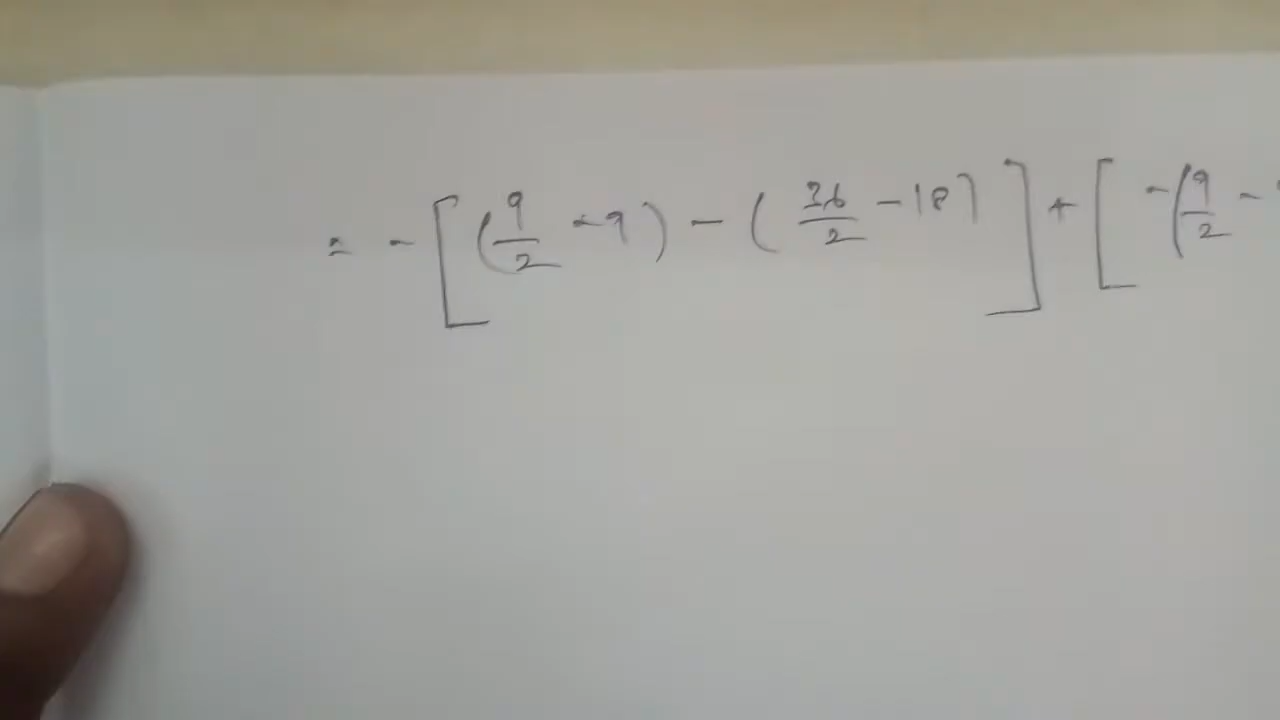 = - [ (9/2 - 9) - (36/2 - 18) ] + [ - (9/2 -